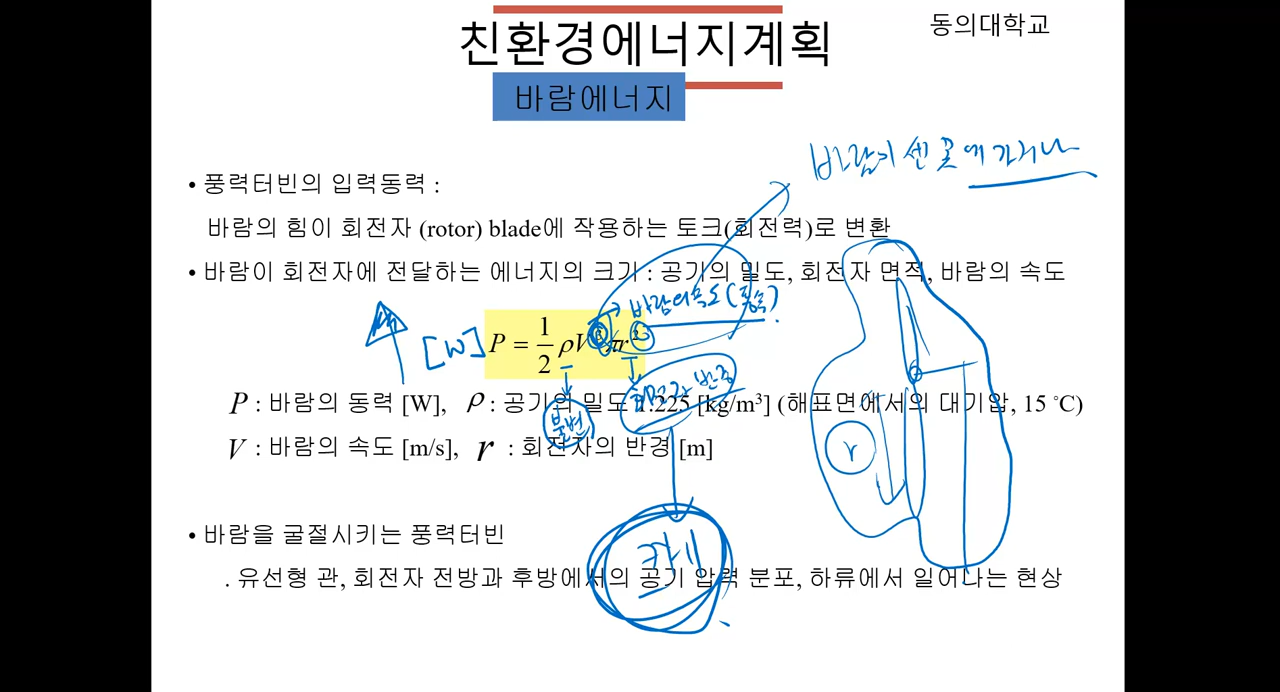 친환경에너지계획
동의대학교
바람에너지
바람이 센 곳에 가거나
• 풍력터빈의 입력동력 :
바람의 힘이 회전자 (rotor) blade에 작용하는 토크(회전력)로 변환
• 바람이 회전자에 전달하는 에너지의 크기 : 공기의 밀도, 회전자 면적, 바람의 속도
바람의 속도(풍속)
[W] P = 1/2 ρV³πr²
회전자 반경
P : 바람의 동력 [W], ρ : 공기의 밀도 1.225 [kg/m³] (해표면에서의 대기압, 15 °C)
불변
V : 바람의 속도 [m/s], r : 회전자의 반경 [m]
r
• 바람을 굴절시키는 풍력터빈
크기
. 유선형 관, 회전자 전방과 후방에서의 공기 압력 분포, 하류에서 일어나는 현상